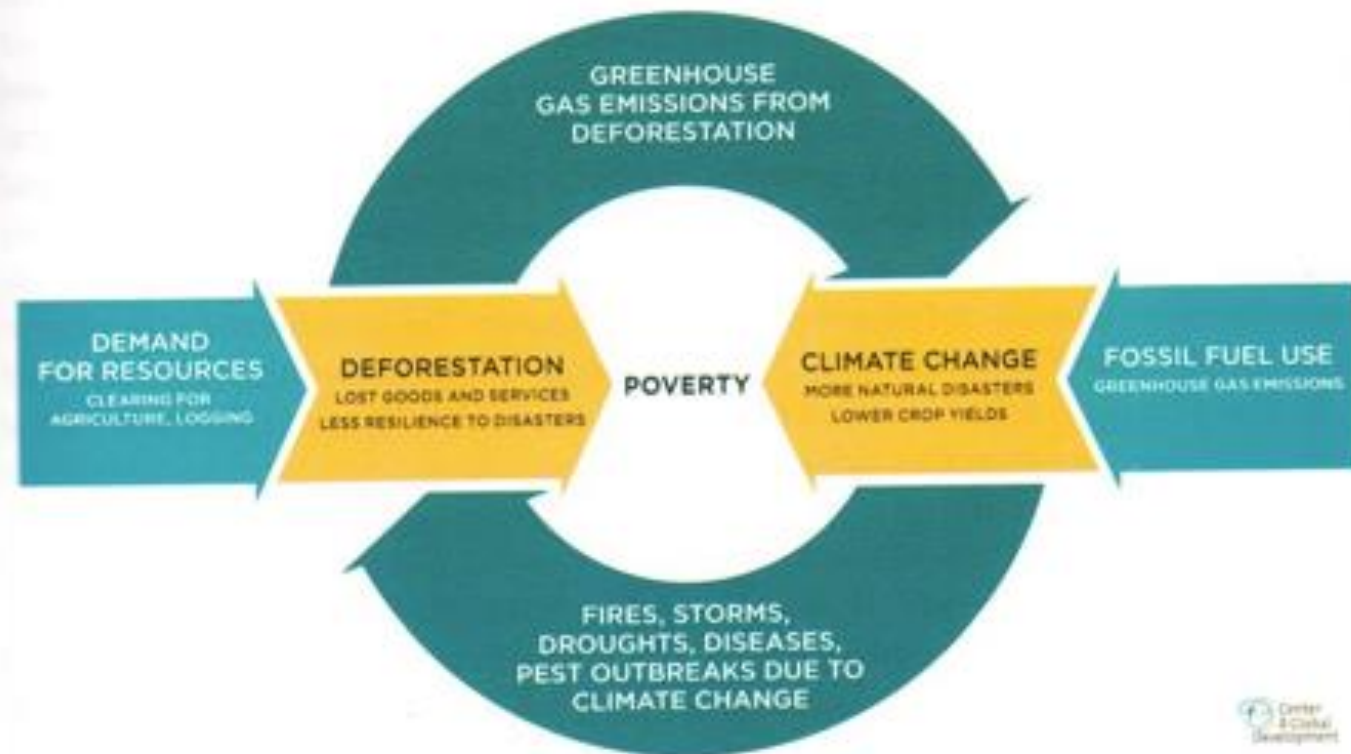 GREENHOUSE
GAS EMISSIONS FROM
DEFORESTATION
DEMAND
FOR RESOURCES
CLEARING FOR
AGRICULTURE, LOGGING
DEFORESTATION
LOST GOODS AND SERVICES
LESS RESILIENCE TO DISASTERS
POVERTY
CLIMATE CHANGE
MORE NATURAL DISASTERS
LOWER CROP YIELDS
FOSSIL FUEL USE
GREENHOUSE GAS EMISSIONS
FIRES, STORMS,
DROUGHTS, DISEASES,
PEST OUTBREAKS DUE TO
CLIMATE CHANGE
Center
Global
Development